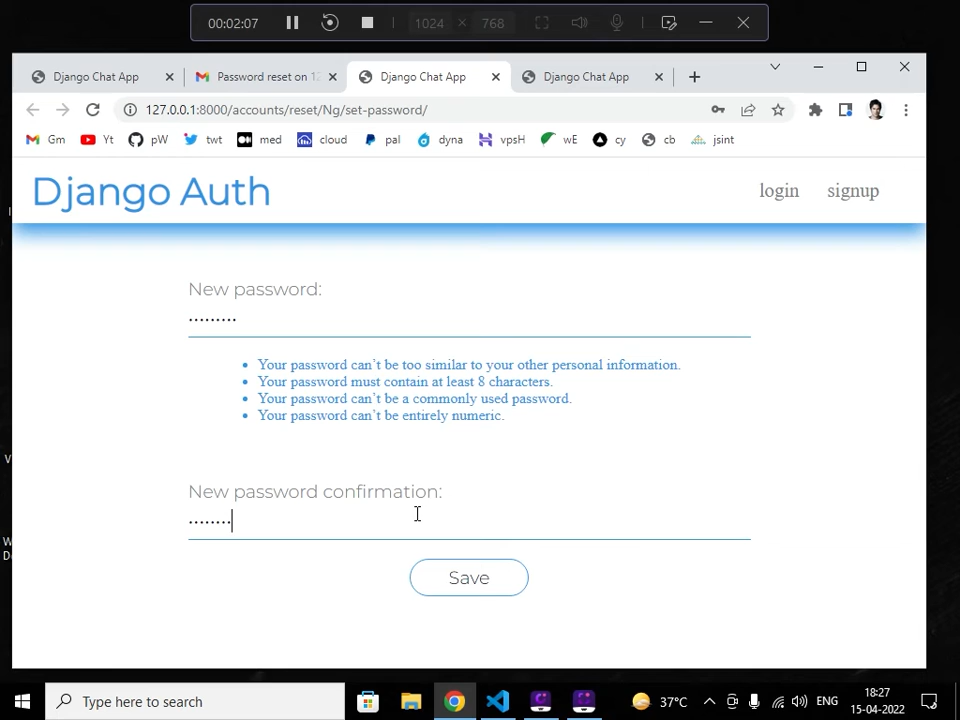 00:02:07 1024 × 768
Django Chat App Password reset on 12 Django Chat App Django Chat App
127.0.0.1:8000/accounts/reset/Ng/set-password/
Gm Yt pW twt med cloud pal dyna vpsH wE cy cb jsint
Django Auth login signup
New password:
•••••••••
Your password can’t be too similar to your other personal information.
Your password must contain at least 8 characters.
Your password can’t be a commonly used password.
Your password can’t be entirely numeric.
New password confirmation:
••••••••
Save
Type here to search 37°C ENG 18:27
15-04-2022